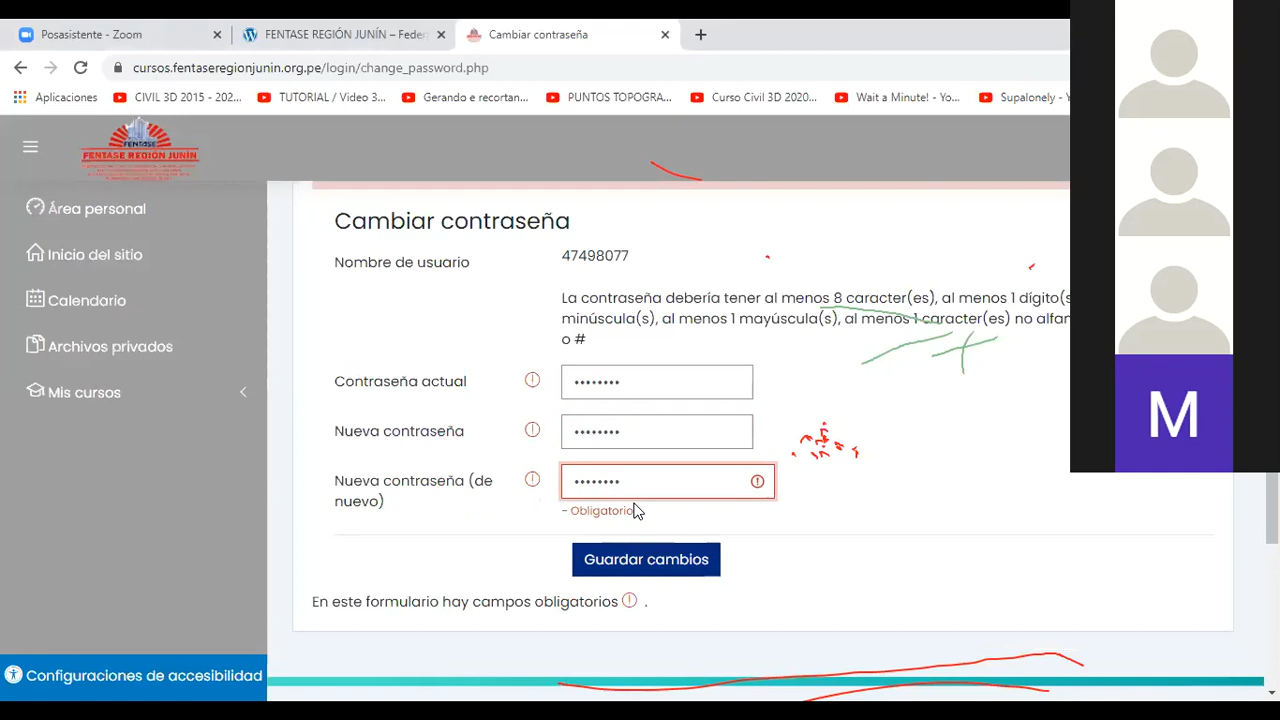 Posasistente - Zoom
FENTASE REGIÓN JUNÍN – Feder
Cambiar contraseña
cursos.fentaseregionjunin.org.pe/login/change_password.php
Aplicaciones
CIVIL 3D 2015 - 202...
TUTORIAL / Video 3...
Gerando e recortan...
PUNTOS TOPOGRA...
Curso Civil 3D 2020...
Wait a Minute! - Yo...
Supalonely - Y
FENTASE
FENTASE REGION JUNÍN
Área personal
Inicio del sitio
Calendario
Archivos privados
Mis cursos
Configuraciones de accesibilidad
Cambiar contraseña
Nombre de usuario
47498077
La contraseña debería tener al menos 8 caracter(es), al menos 1 dígito(s
minúscula(s), al menos 1 mayúscula(s), al menos 1 caracter(es) no alfan
o #
Contraseña actual
••••••••
Nueva contraseña
••••••••
Nueva contraseña (de
nuevo)
••••••••
- Obligatorio
Guardar cambios
En este formulario hay campos obligatorios .
M